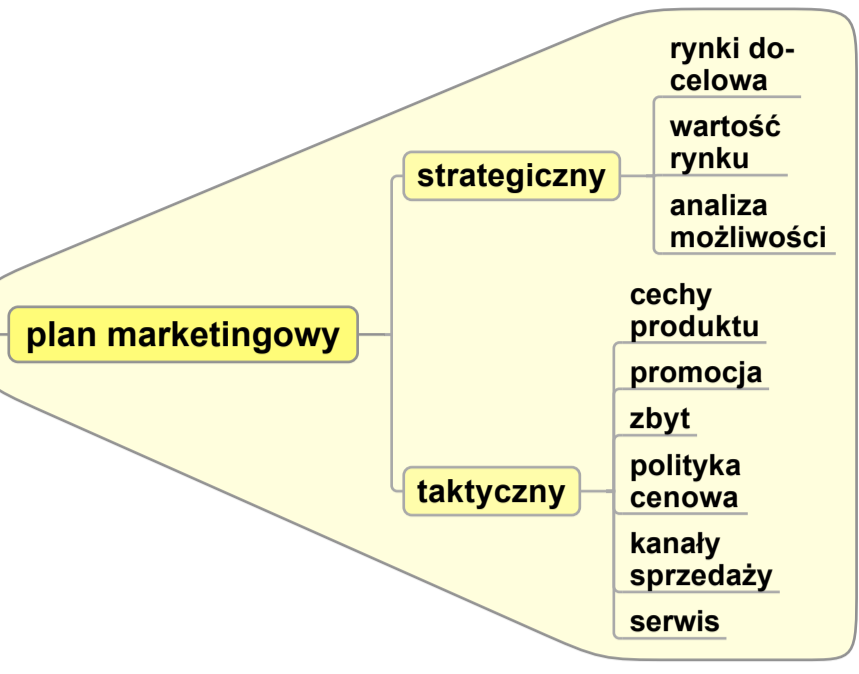 plan marketingowy
strategiczny
rynki do-
celowa
wartość
rynku
analiza
możliwości
taktyczny
cechy
produktu
promocja
zbyt
polityka
cenowa
kanały
sprzedaży
serwis